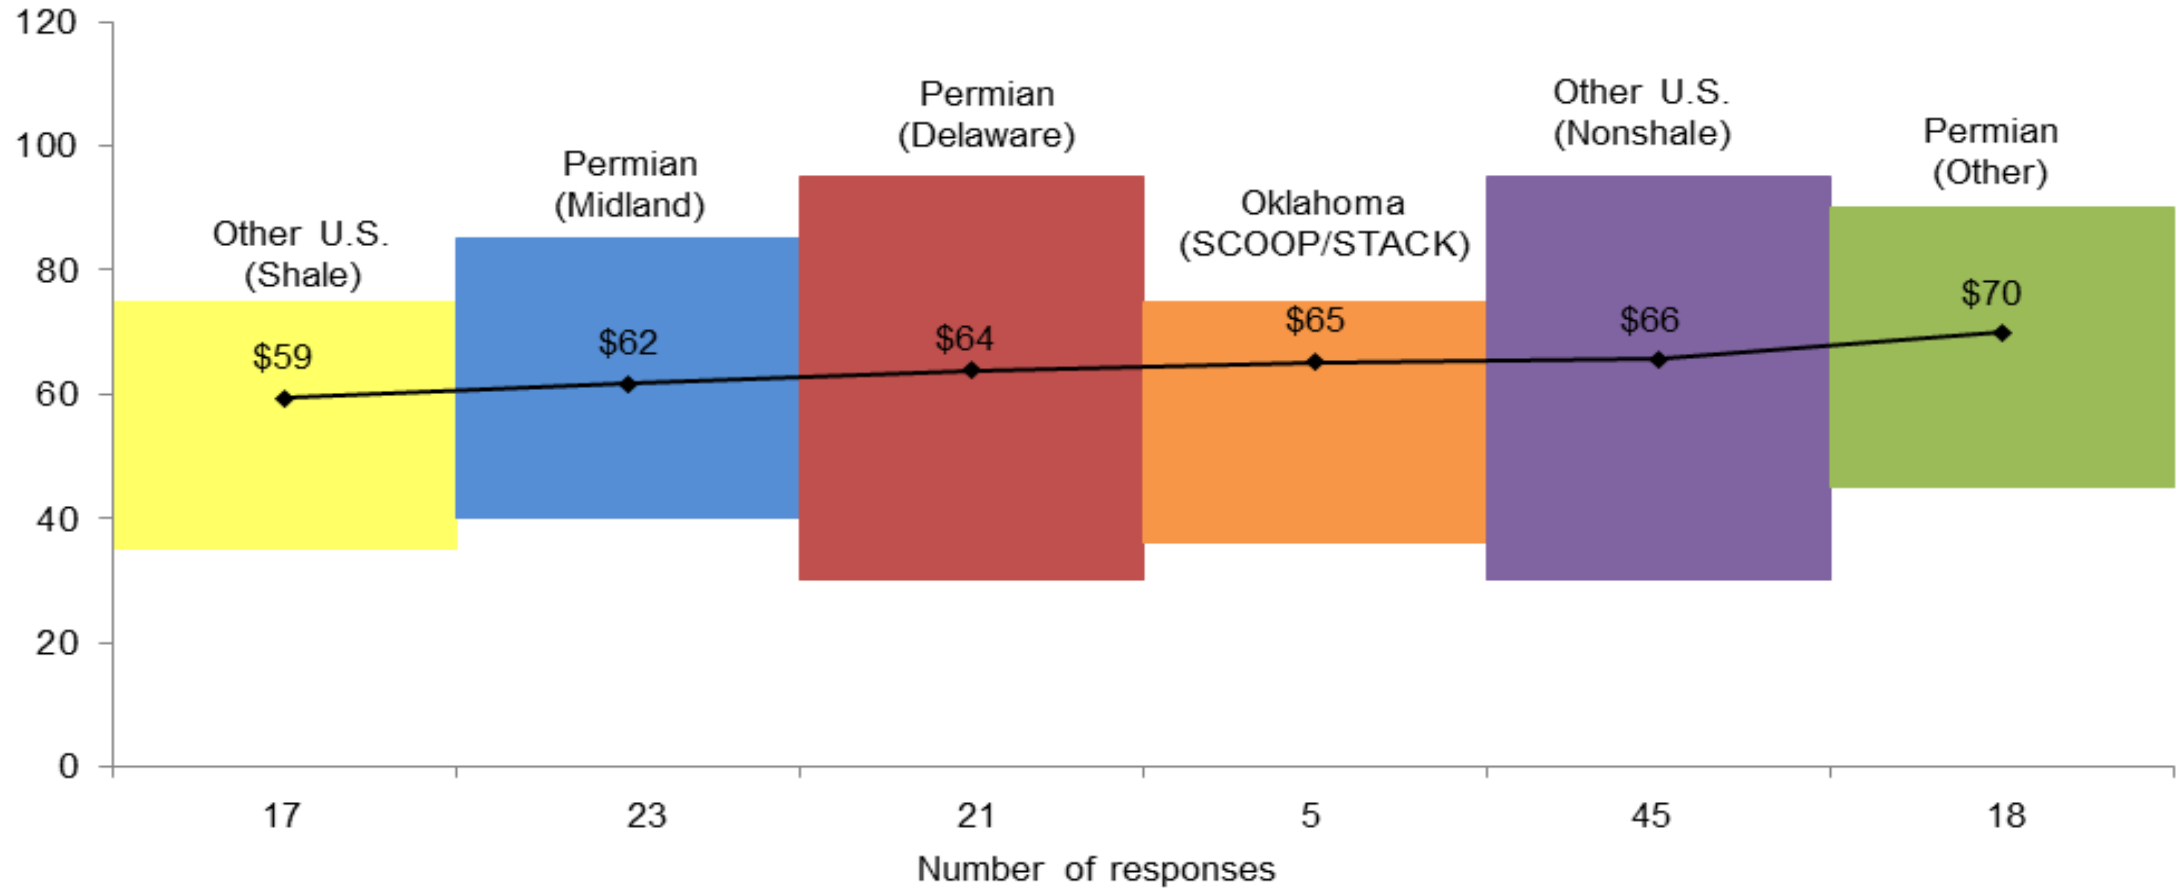 120
100
80
60
40
20
0
Other U.S.
(Shale)
$59
Permian
(Midland)
$62
Permian
(Delaware)
$64
Oklahoma
(SCOOP/STACK)
$65
Other U.S.
(Nonshale)
$66
Permian
(Other)
$70
17 23 21 5 45 18
Number of responses